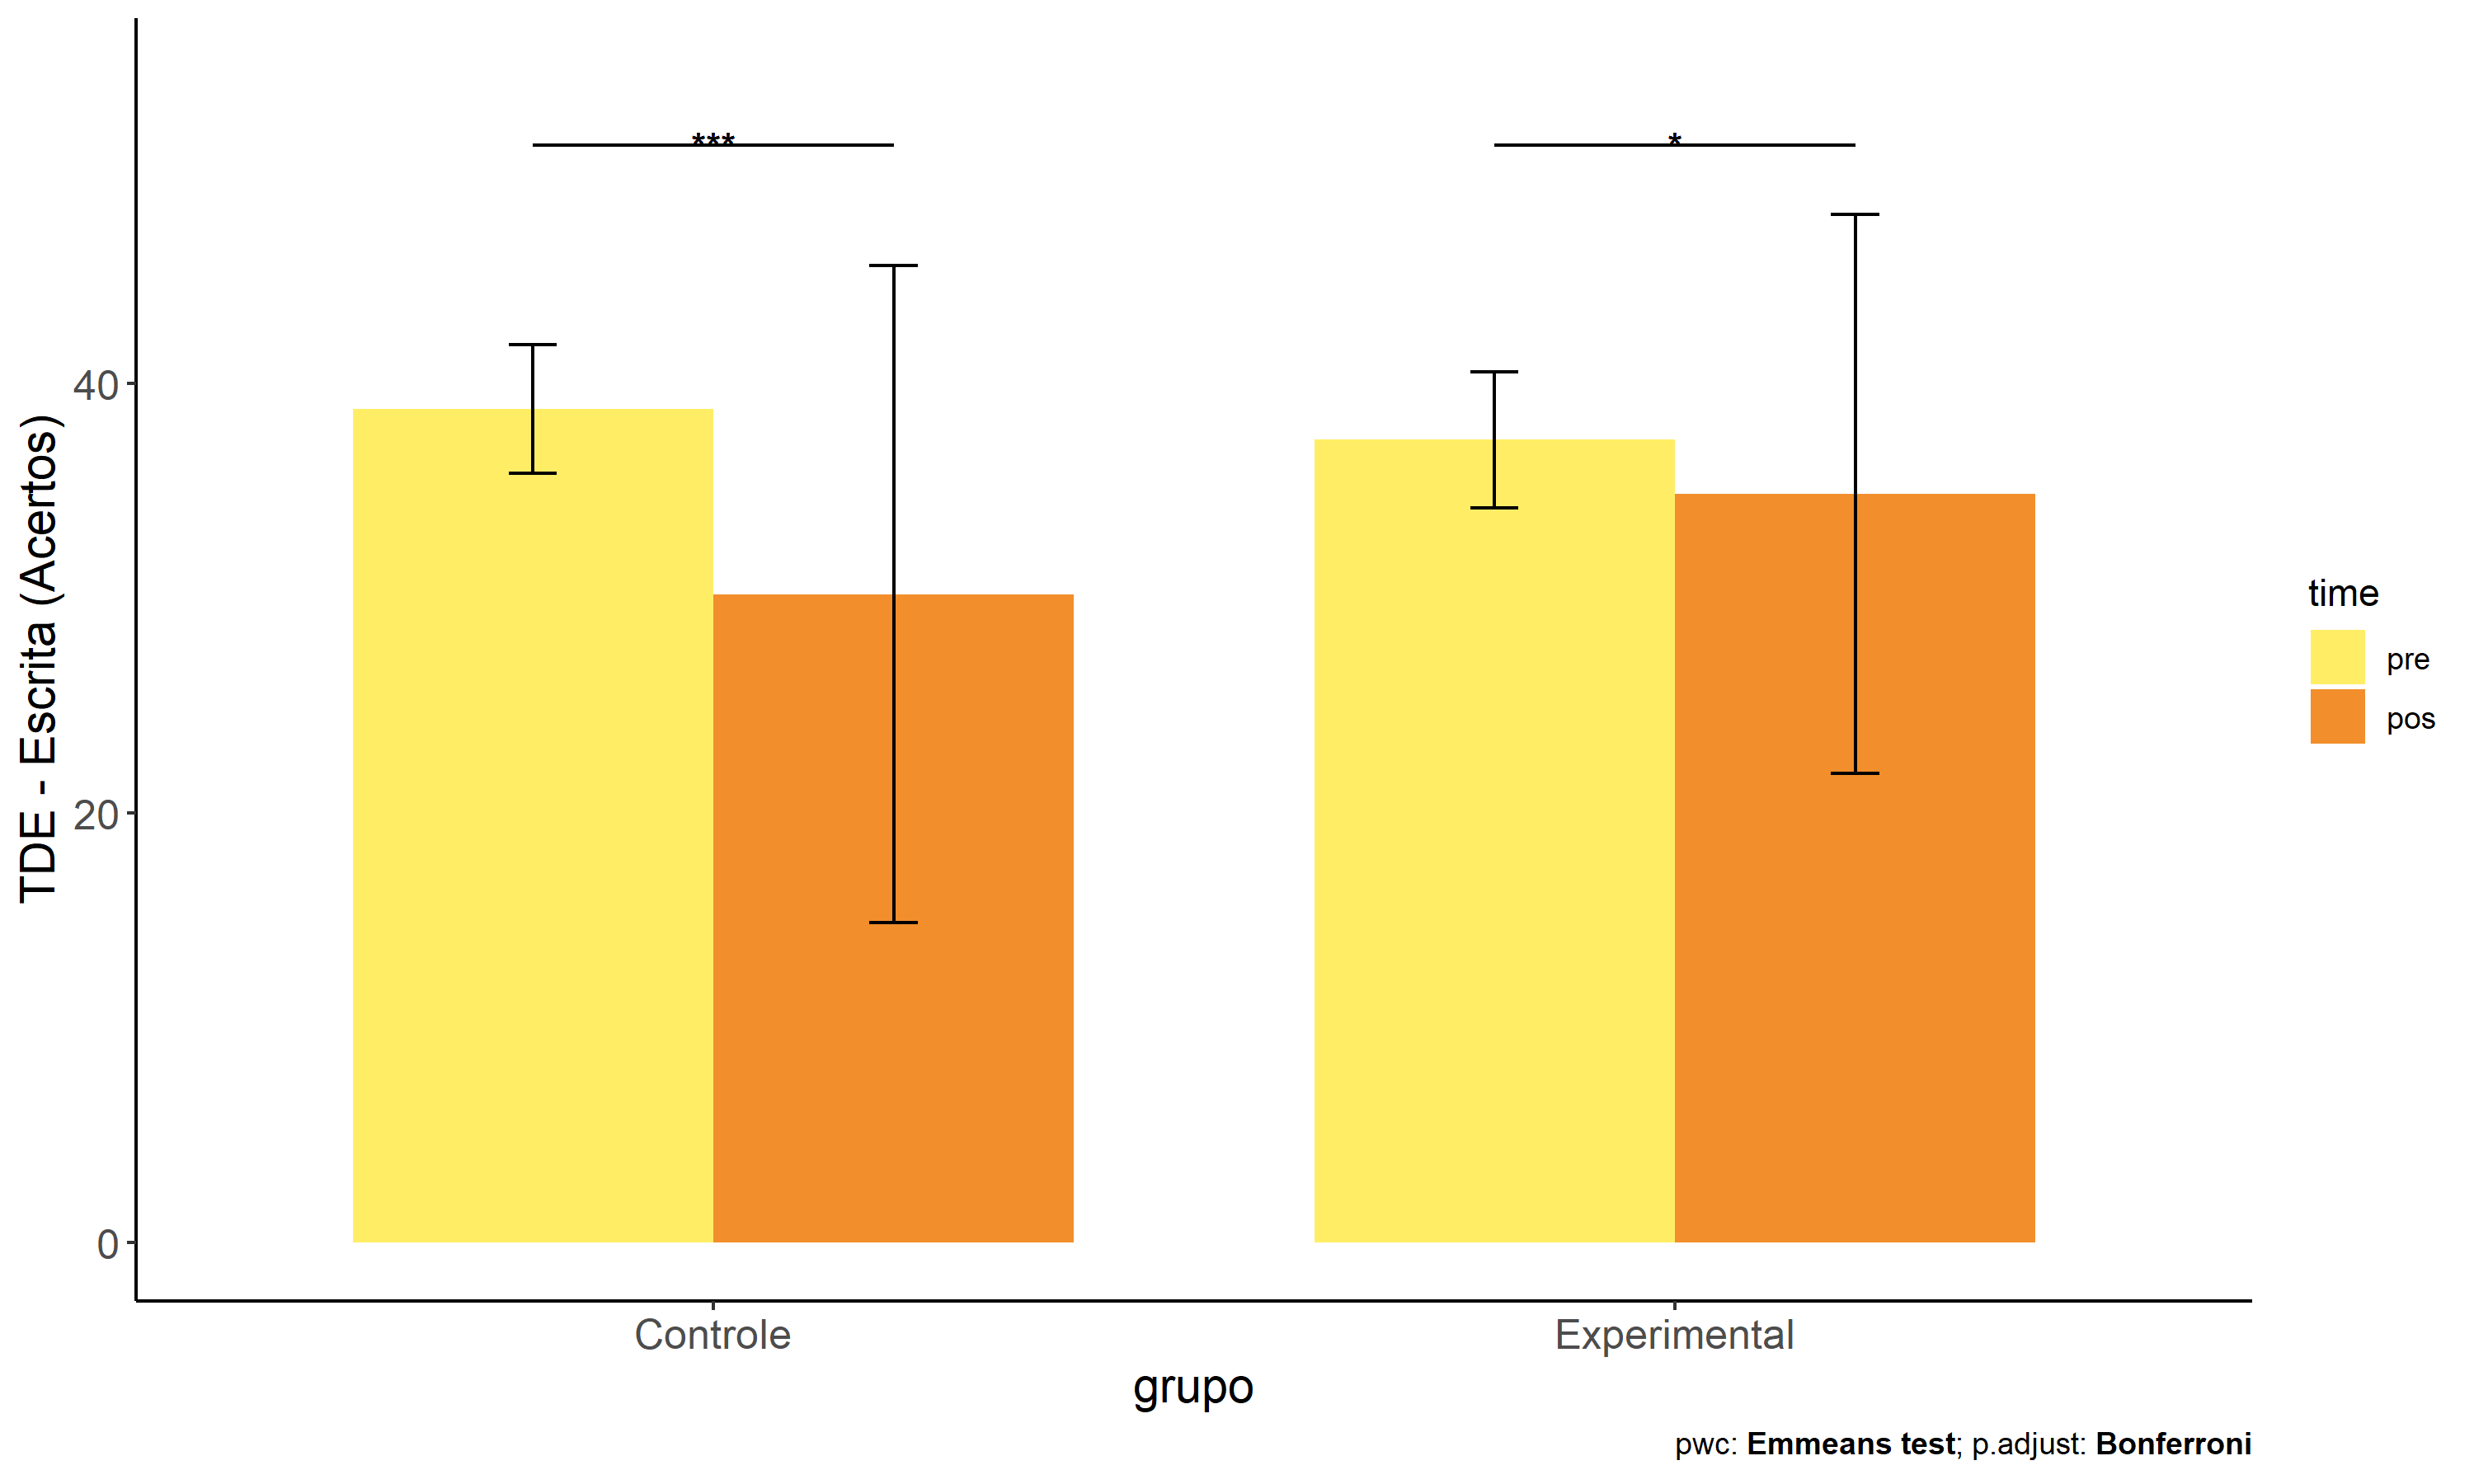 TDE - Escrita (Acertos)
40
20
0
***
*
Controle
Experimental
grupo
time
pre
pos
pwc: Emmeans test; p.adjust: Bonferroni